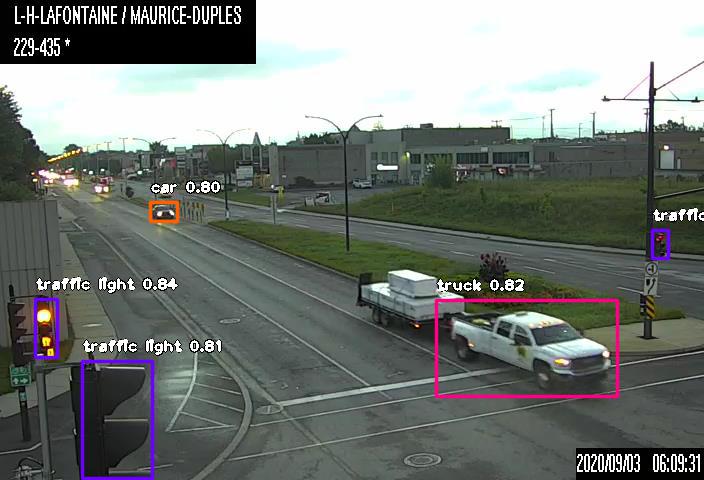 L-H-LAFONTAINE / MAURICE-DUPLES
229-435 *
car 0.80
traffic
traffic light 0.84
truck 0.82
traffic light 0.81
2020/09/03 06:09:31